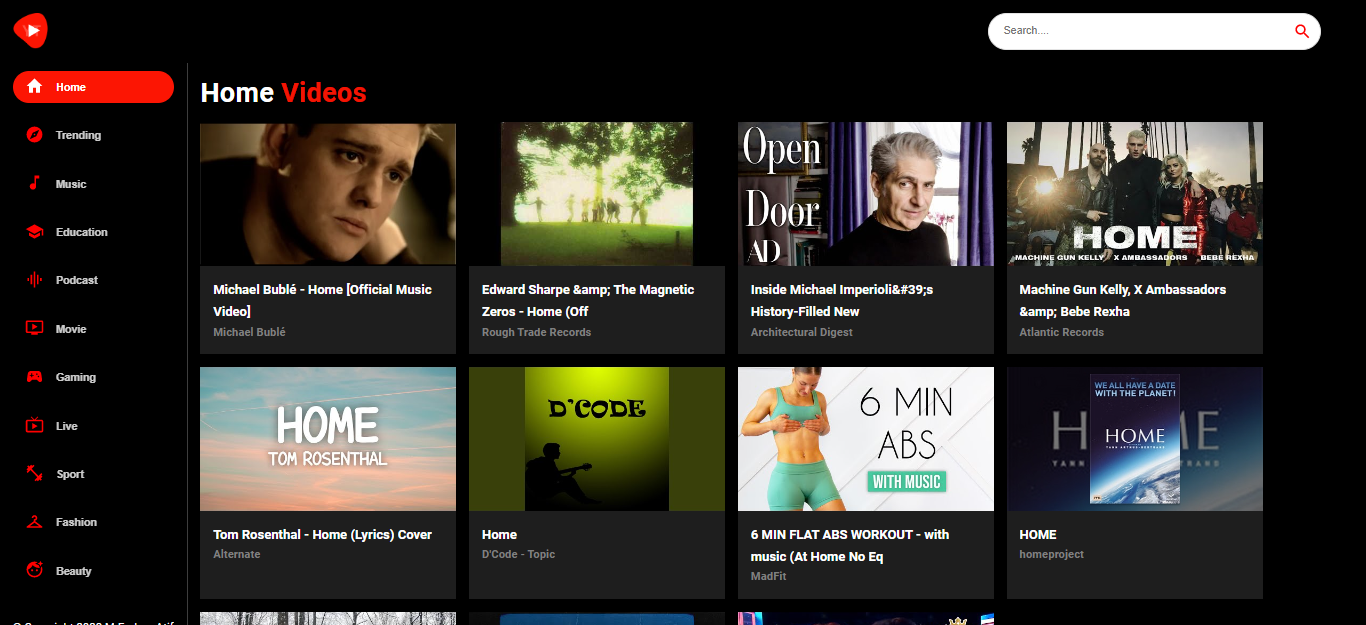 Search....
Home
Trending
Music
Education
Podcast
Movie
Gaming
Live
Sport
Fashion
Beauty
Home Videos
Open
Door
AD
HOME
MACHINE GUN KELLY X AMBASSADORS BEBE REXHA
Michael Bublé - Home [Official Music
Video]
Michael Bublé
Edward Sharpe &amp; The Magnetic
Zeros - Home (Off
Rough Trade Records
Inside Michael Imperioli&#39;s
History-Filled New
Architectural Digest
Machine Gun Kelly, X Ambassadors
&amp; Bebe Rexha
Atlantic Records
HOME
TOM ROSENTHAL
D'CODE
6 MIN
ABS
WITH MUSIC
WE ALL HAVE A DATE
WITH THE PLANET!
HOME
Tom Rosenthal - Home (Lyrics) Cover
Alternate
Home
D'Code - Topic
6 MIN FLAT ABS WORKOUT - with
music (At Home No Eq
MadFit
HOME
homeproject